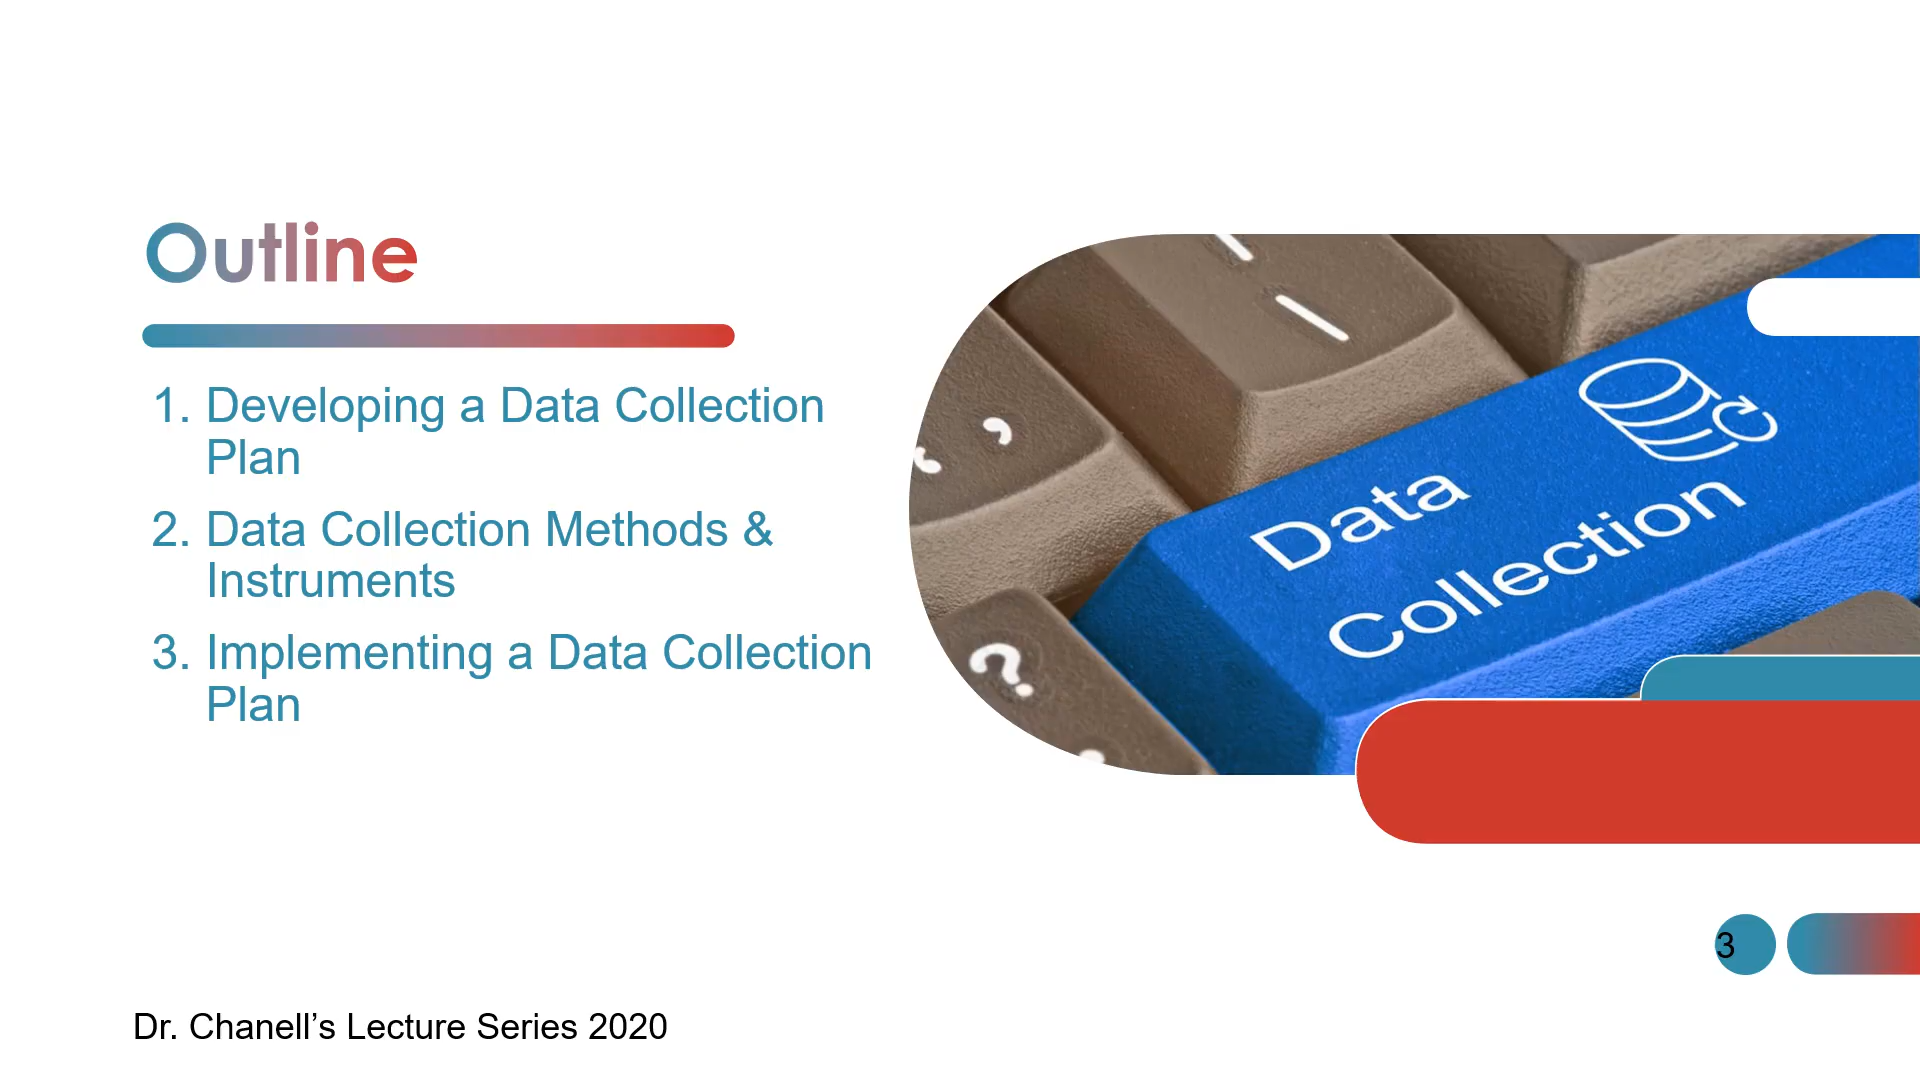 Outline
1. Developing a Data Collection
Plan
2. Data Collection Methods &
Instruments
3. Implementing a Data Collection
Plan
Data
Collection
?
3
Dr. Chanell’s Lecture Series 2020